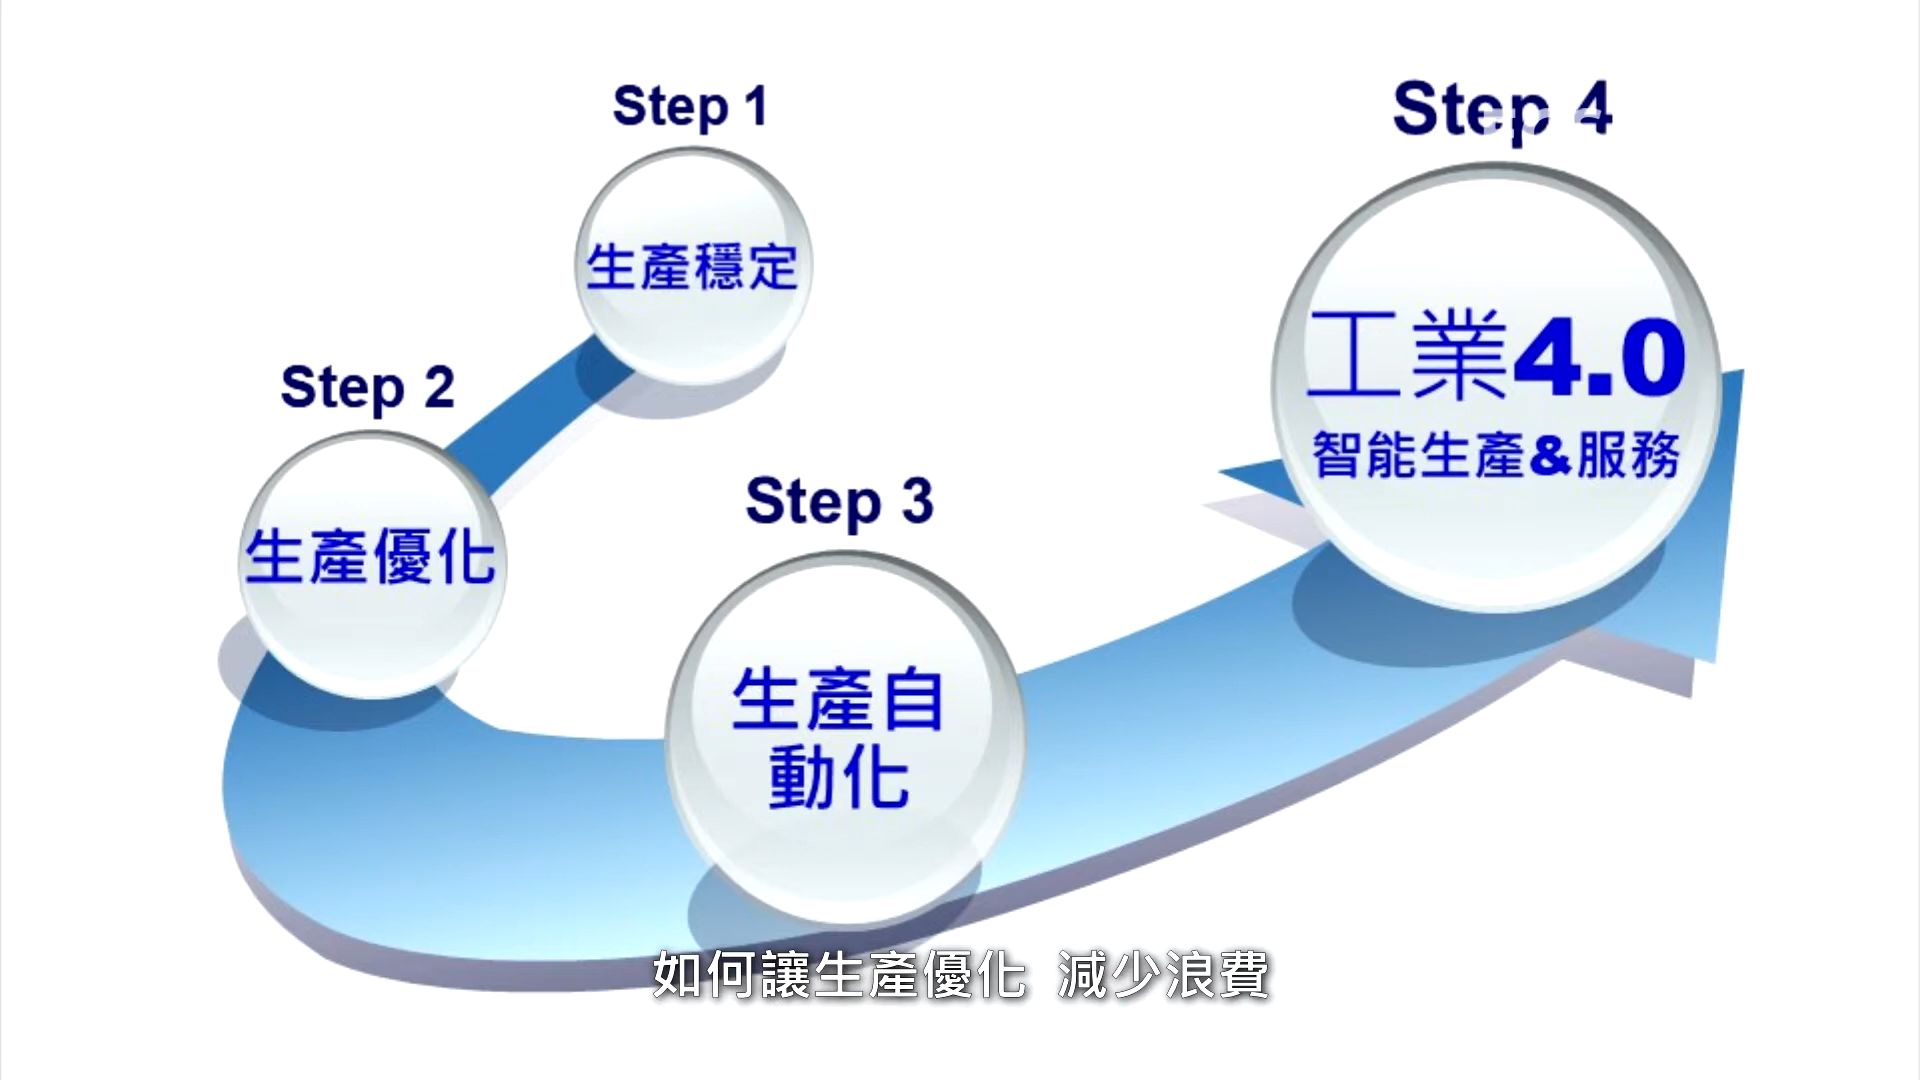 Step 1
生產穩定
Step 2
生產優化
Step 3
生產自
動化
Step 4
工業4.0
智能生產&服務
如何讓生產優化 減少浪費